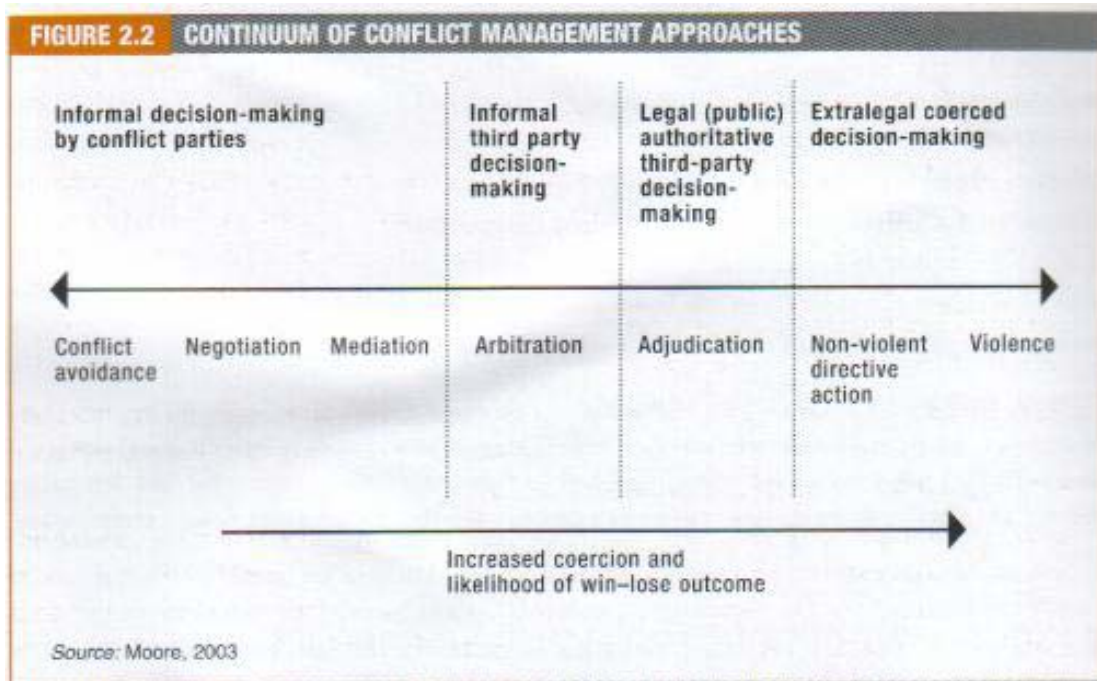 FIGURE 2.2 CONTINUUM OF CONFLICT MANAGEMENT APPROACHES
Informal decision-making
by conflict parties
Informal
third party
decision-
making
Legal (public)
authoritative
third-party
decision-
making
Extralegal coerced
decision-making
Conflict
avoidance
Negotiation
Mediation
Arbitration
Adjudication
Non-violent
directive
action
Violence
Increased coercion and
likelihood of win–lose outcome
Source: Moore, 2003